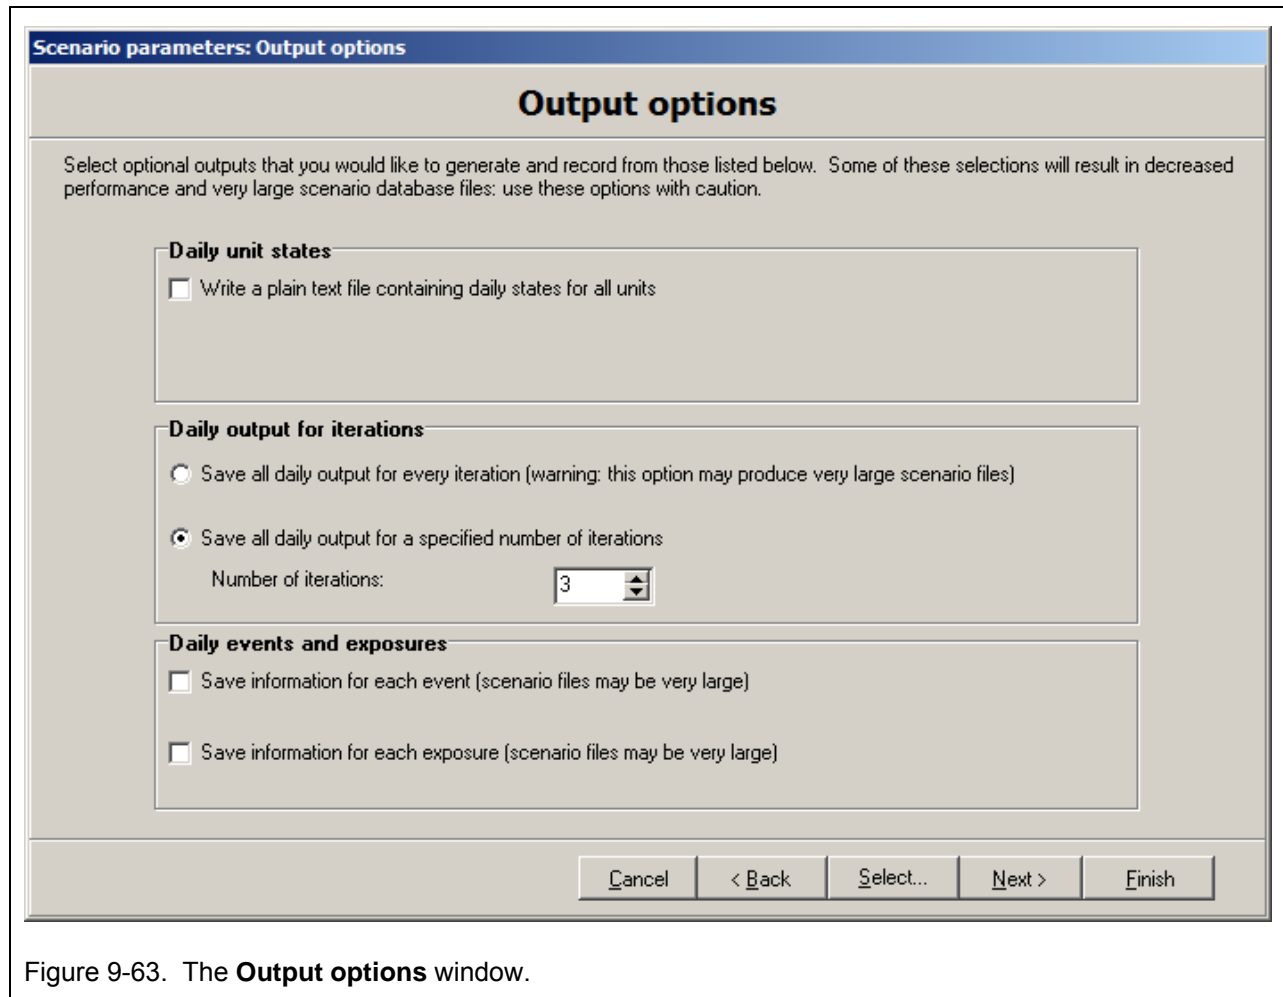 Scenario parameters: Output options
Output options
Select optional outputs that you would like to generate and record from those listed below.  Some of these selections will result in decreased
performance and very large scenario database files: use these options with caution.
Daily unit states
Write a plain text file containing daily states for all units
Daily output for iterations
Save all daily output for every iteration (warning: this option may produce very large scenario files)
Save all daily output for a specified number of iterations
Number of iterations: 3
Daily events and exposures
Save information for each event (scenario files may be very large)
Save information for each exposure (scenario files may be very large)
Cancel < Back Select... Next > Finish
Figure 9-63.  The Output options window.